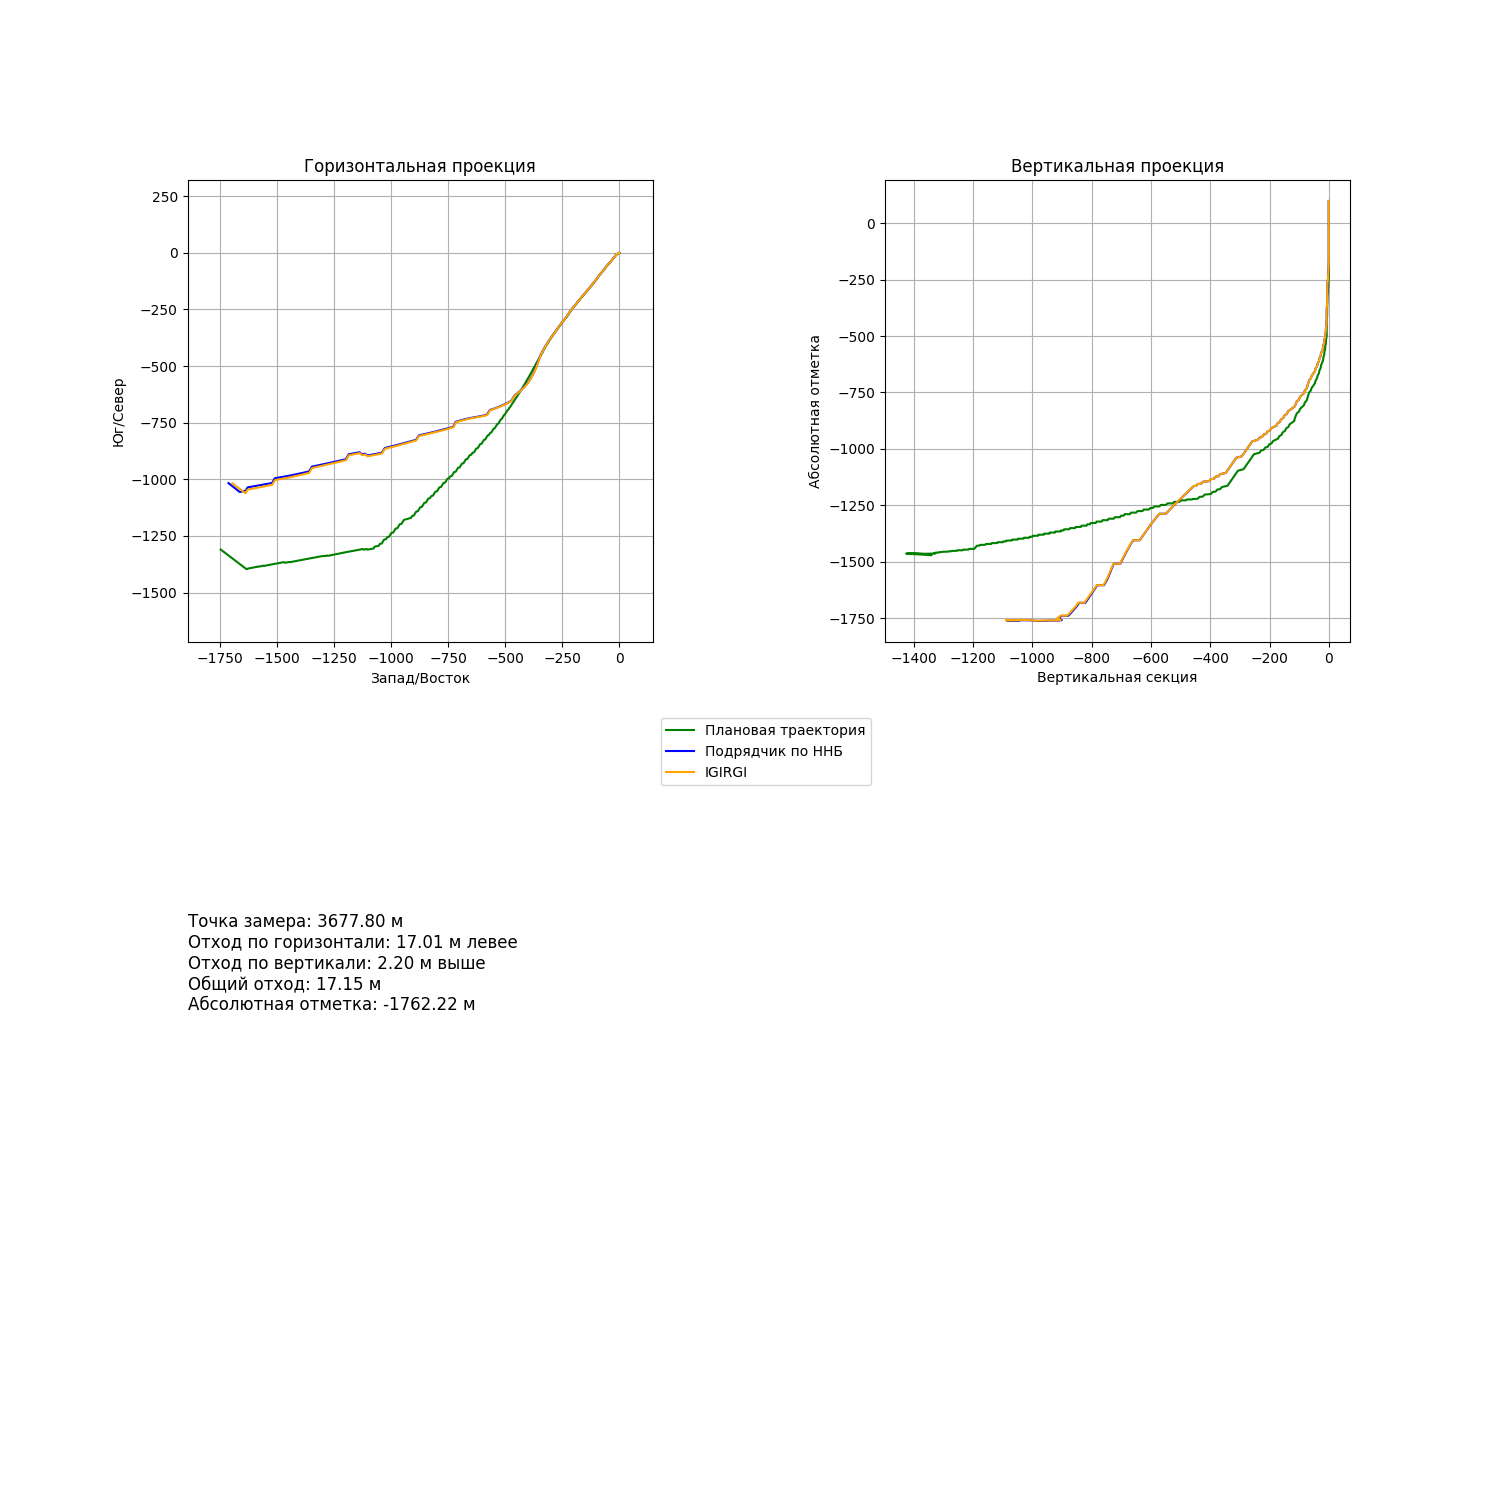 Горизонтальная проекция
250
0
−250
−500
−750
−1000
−1250
−1500
Юг/Север
−1750 −1500 −1250 −1000 −750 −500 −250 0
Запад/Восток
Вертикальная проекция
0
−250
−500
−750
−1000
−1250
−1500
−1750
Абсолютная отметка
−1400 −1200 −1000 −800 −600 −400 −200 0
Вертикальная секция
Плановая траектория
Подрядчик по ННБ
IGIRGI
Точка замера: 3677.80 м
Отход по горизонтали: 17.01 м левее
Отход по вертикали: 2.20 м выше
Общий отход: 17.15 м
Абсолютная отметка: -1762.22 м